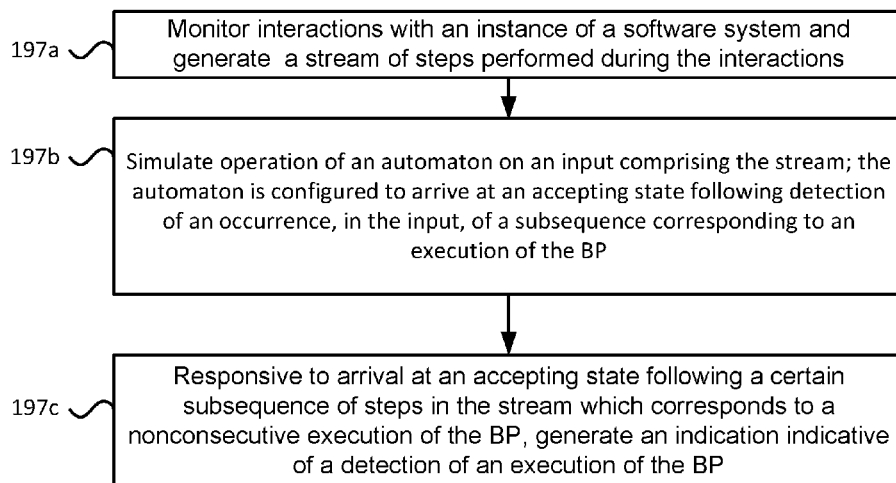 197a
Monitor interactions with an instance of a software system and
generate a stream of steps performed during the interactions
197b
Simulate operation of an automaton on an input comprising the stream; the
automaton is configured to arrive at an accepting state following detection
of an occurrence, in the input, of a subsequence corresponding to an
execution of the BP
197c
Responsive to arrival at an accepting state following a certain
subsequence of steps in the stream which corresponds to a
nonconsecutive execution of the BP, generate an indication indicative
of a detection of an execution of the BP